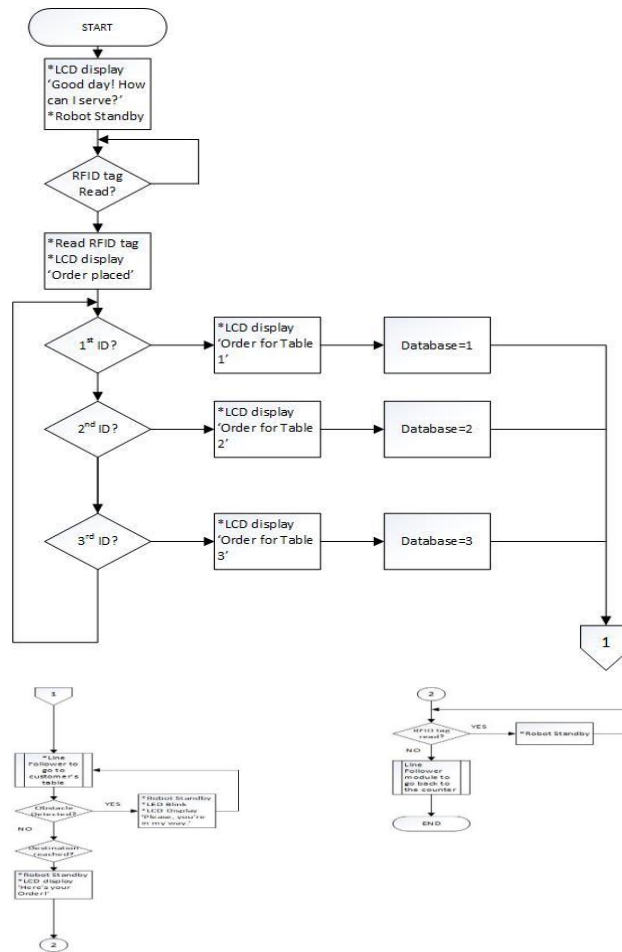 START
*LCD display
‘Good day! How
can I serve?’
*Robot Standby
RFID tag
Read?
*Read RFID tag
*LCD display
‘Order placed’
1st ID?
*LCD display
‘Order for Table
1’
Database=1
2nd ID?
*LCD display
‘Order for Table
2’
Database=2
3rd ID?
*LCD display
‘Order for Table
3’
Database=3
1
1
*Line
Follower to
go to
customer's
table
Obstacle
Detected?
YES
*Robot Standby
*LED Blink
*LCD Display
‘Please, you're
in my way.’
NO
Destination
reached?
*Robot Standby
*LCD display
‘Here's your
Order!’
2
2
RFID tag
read?
YES
*Robot Standby
NO
Line
Follower
module to
go back to
the counter
END